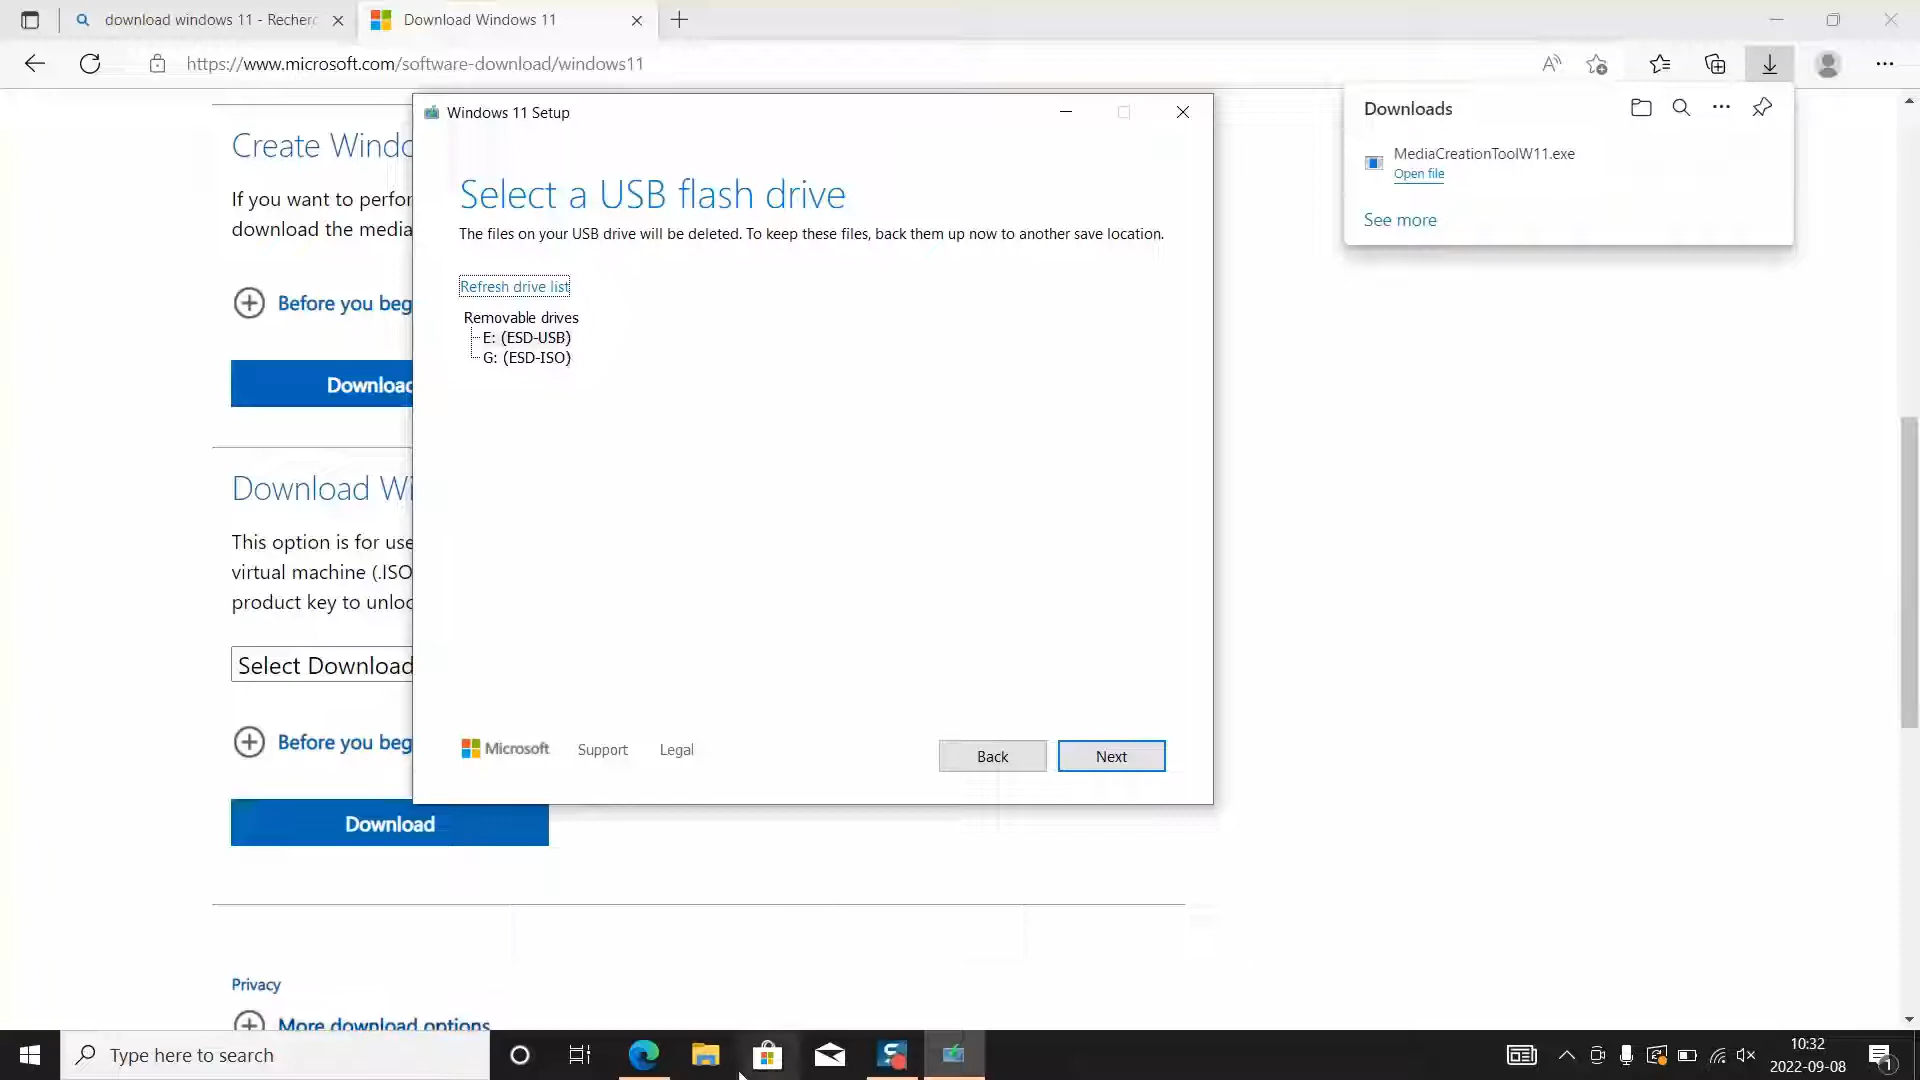 download windows 11 - Recherc
Download Windows 11
https://www.microsoft.com/software-download/windows11
Downloads
MediaCreationToolW11.exe
Open file
See more
Windows 11 Setup
Select a USB flash drive
The files on your USB drive will be deleted. To keep these files, back them up now to another save location.
Refresh drive list
Removable drives
E: (ESD-USB)
G: (ESD-ISO)
Microsoft
Support
Legal
Back
Next
Create Windo
If you want to perfor
download the media
Before you beg
Download
Download Wi
This option is for use
virtual machine (.ISO
product key to unloc
Select Download
Before you beg
Download
Privacy
More download options
Type here to search
10:32
2022-09-08
1